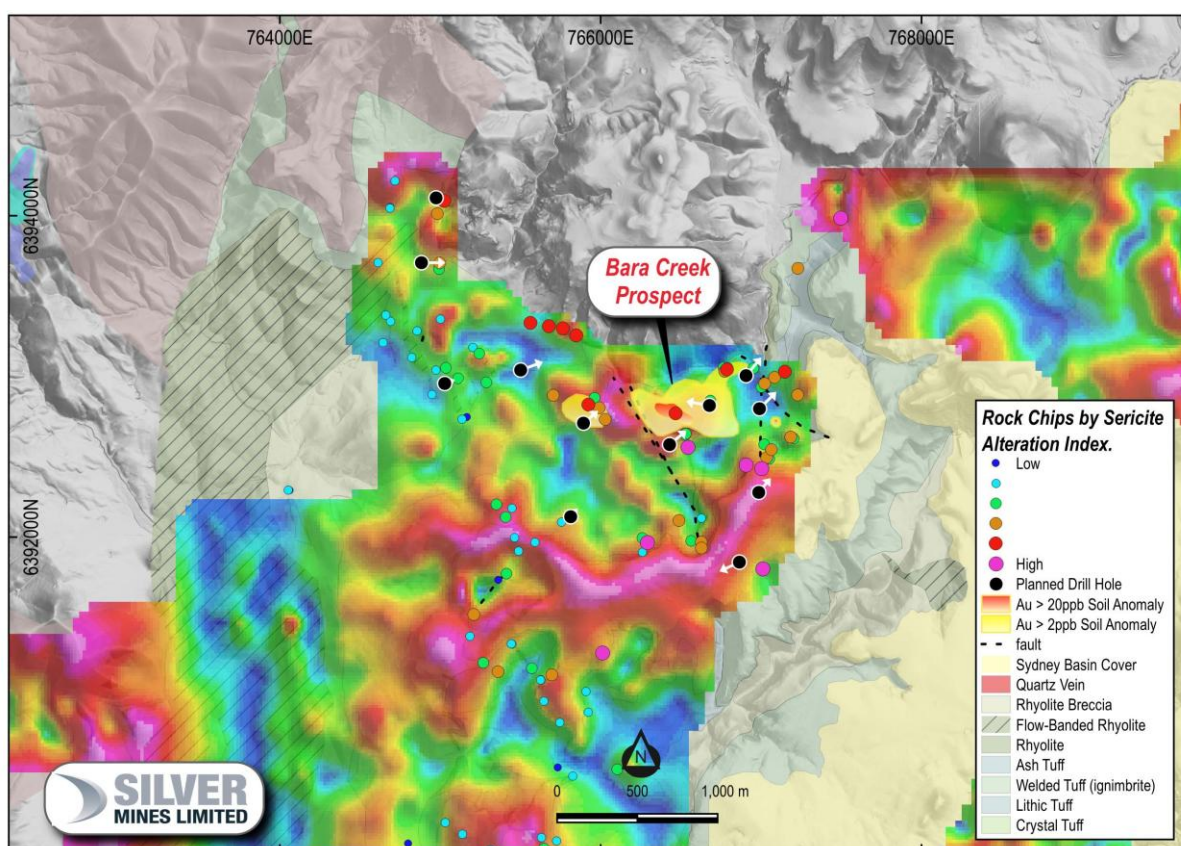 764000E
766000E
768000E
6394000N
6392000N
Bara Creek
Prospect
Rock Chips by Sericite
Alteration Index.
Low
High
Planned Drill Hole
Au > 20ppb Soil Anomaly
Au > 2ppb Soil Anomaly
fault
Sydney Basin Cover
Quartz Vein
Rhyolite Breccia
Flow-Banded Rhyolite
Rhyolite
Ash Tuff
Welded Tuff (ignimbrite)
Lithic Tuff
Crystal Tuff
N
0 500 1,000 m
SILVER
MINES LIMITED